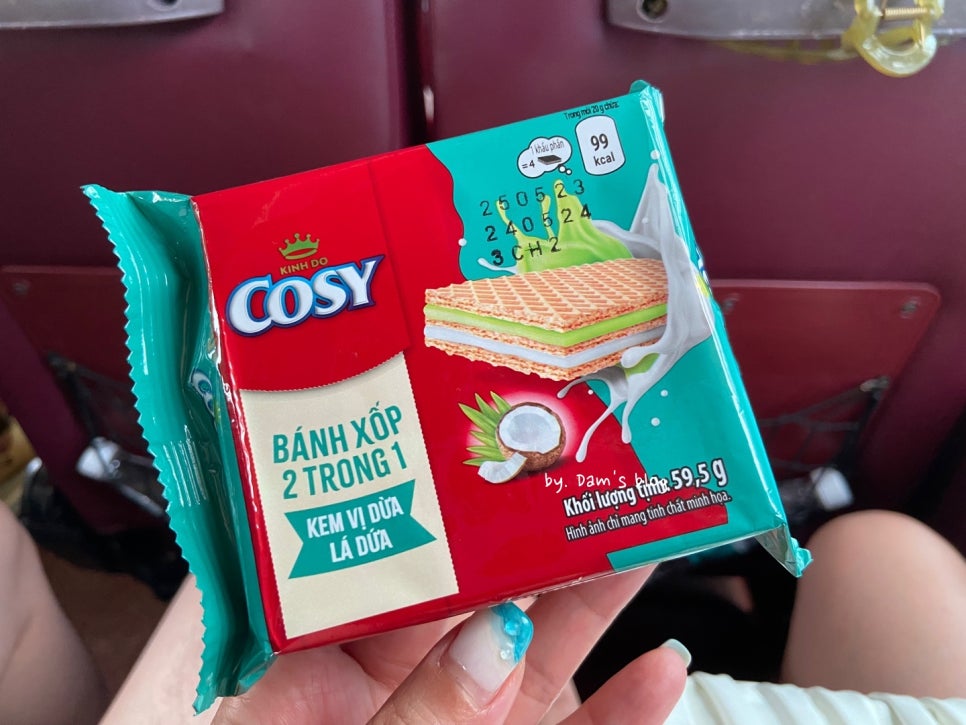 Trong mỗi 20 g chứa:
1 khẩu phần
=4
99
kcal
250523
240524
3CH2
KINH DO
COSY
BÁNH XỐP
2 TRONG 1
KEM VỊ DỪA
LÁ DỨA
by. Dam's blog
Khối lượng tịnh: 59,5 g
Hình ảnh chỉ mang tính chất minh họa.